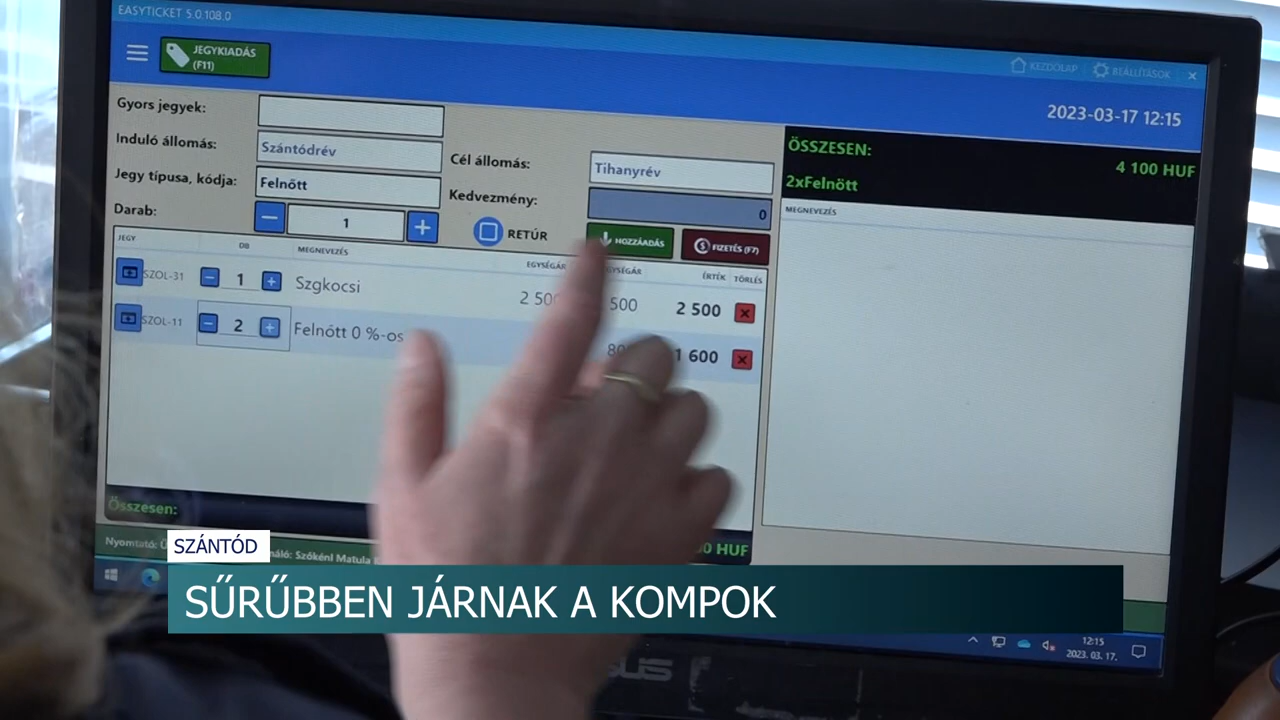 EASYTICKET 5.0.108.0
JEGYKIADÁS
(F11)
KEZDŐLAP
BEÁLLÍTÁSOK
2023-03-17 12:15
Gyors jegyek:
Induló állomás: Szántódrév
Cél állomás: Tihanyrév
Jegy típusa, kódja: Felnőtt
Kedvezmény: 0
Darab: 1
RETÚR
HOZZÁADÁS
FIZETÉS (F7)
ÖSSZESEN:
4 100 HUF
2xFelnött
MEGNEVEZÉS
JEGY DB MEGNEVEZÉS EGYSÉGÁR ÉRTÉK TÖRLÉS
SZOL-31 1 Szgkocsi 2 500 2 500
SZOL-11 2 Felnőtt 0 %-os 1 600
Összesen:
HUF
Nyomtató:
Matula
SZÁNTÓD
SŰRŰBBEN JÁRNAK A KOMPOK
12:15
2023. 03. 17.